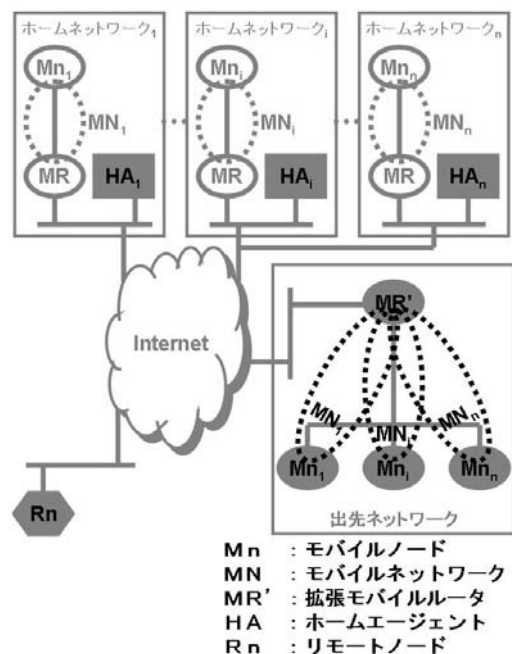 ホームネットワーク1
ホームネットワークi
ホームネットワークn
Mn1
Mni
Mnn
MN1
MNi
MNn
MR
HA1
MR
HAi
MR
HAn
Internet
MR’
MN1
MNi
MNn
Mn1
Mni
Mnn
Rn
出先ネットワーク
Mn :モバイルノード
MN :モバイルネットワーク
MR’ :拡張モバイルルータ
HA :ホームエージェント
Rn :リモートノード